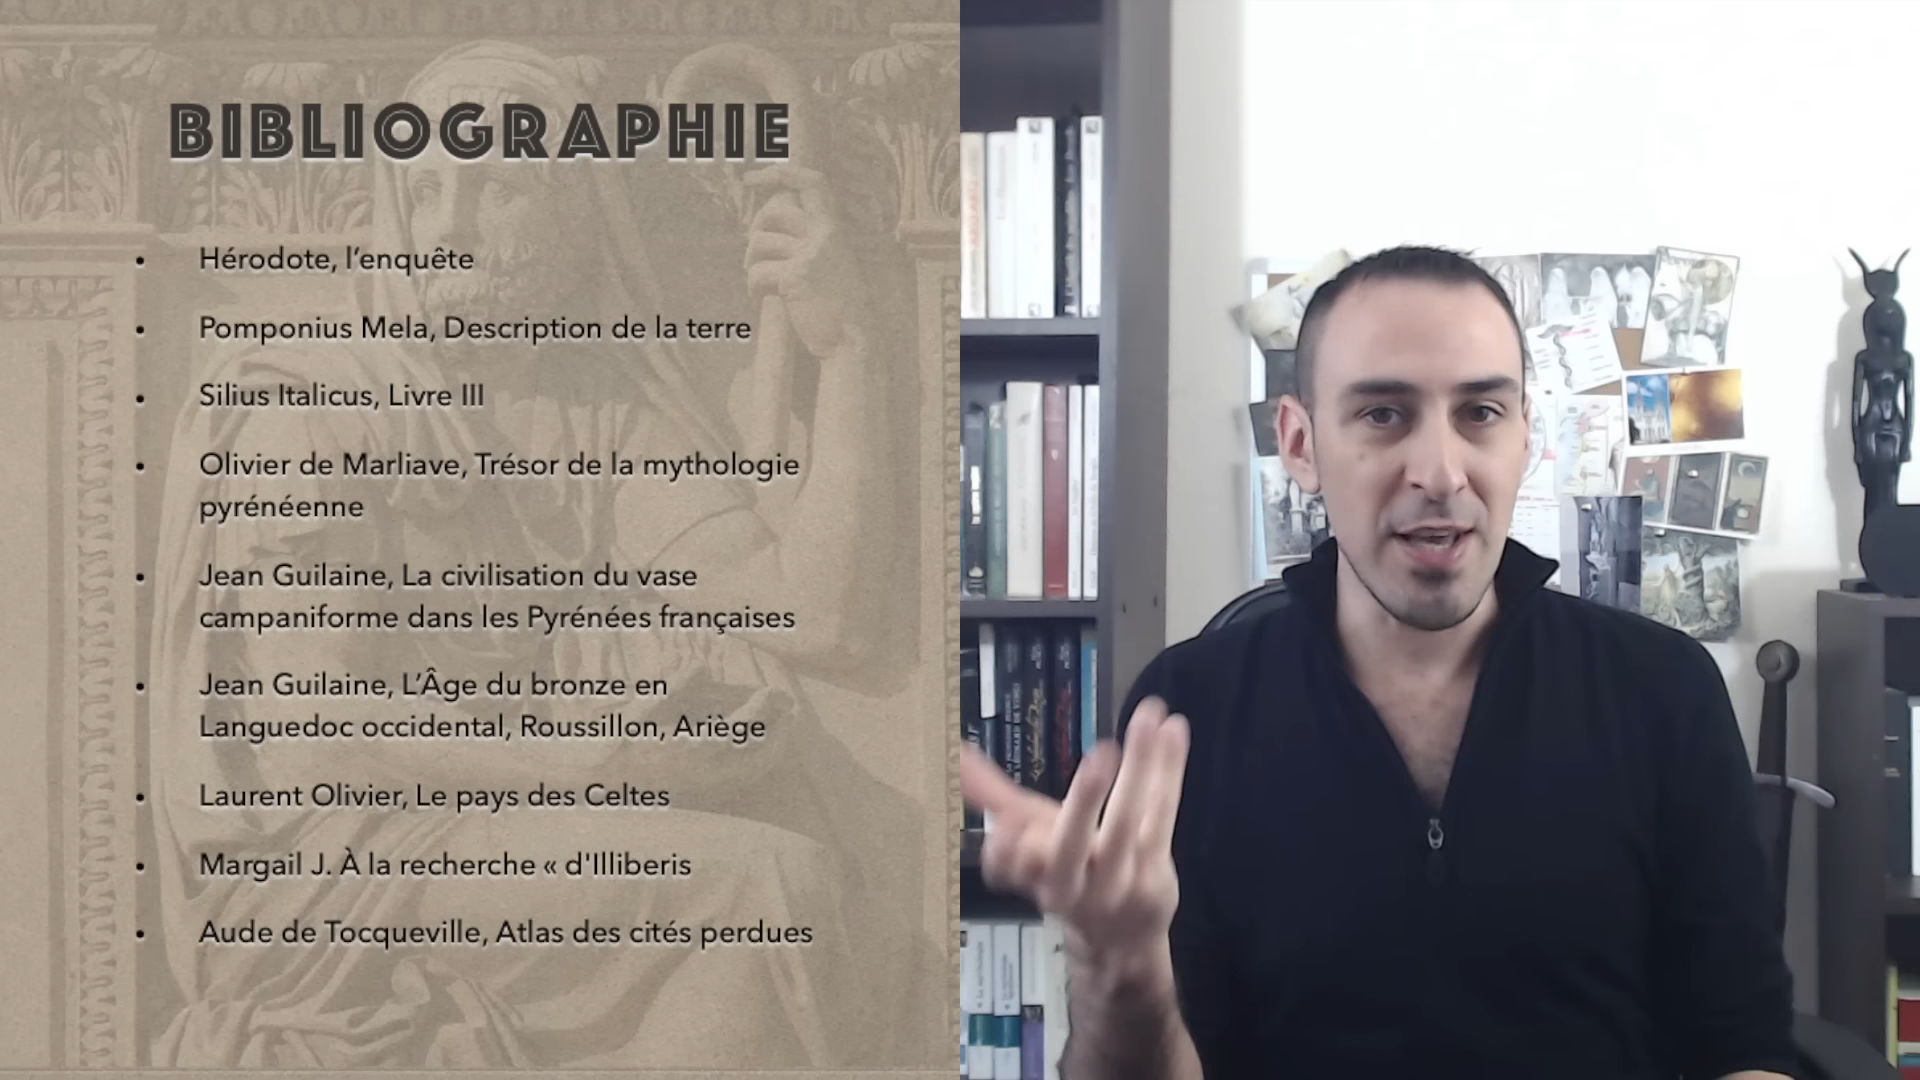 BIBLIOGRAPHIE
• Hérodote, l’enquête
• Pomponius Mela, Description de la terre
• Silius Italicus, Livre III
• Olivier de Marliave, Trésor de la mythologie
pyrénéenne
• Jean Guilaine, La civilisation du vase
campaniforme dans les Pyrénées françaises
• Jean Guilaine, L’Âge du bronze en
Languedoc occidental, Roussillon, Ariège
• Laurent Olivier, Le pays des Celtes
• Margail J. À la recherche « d'Illiberis
• Aude de Tocqueville, Atlas des cités perdues